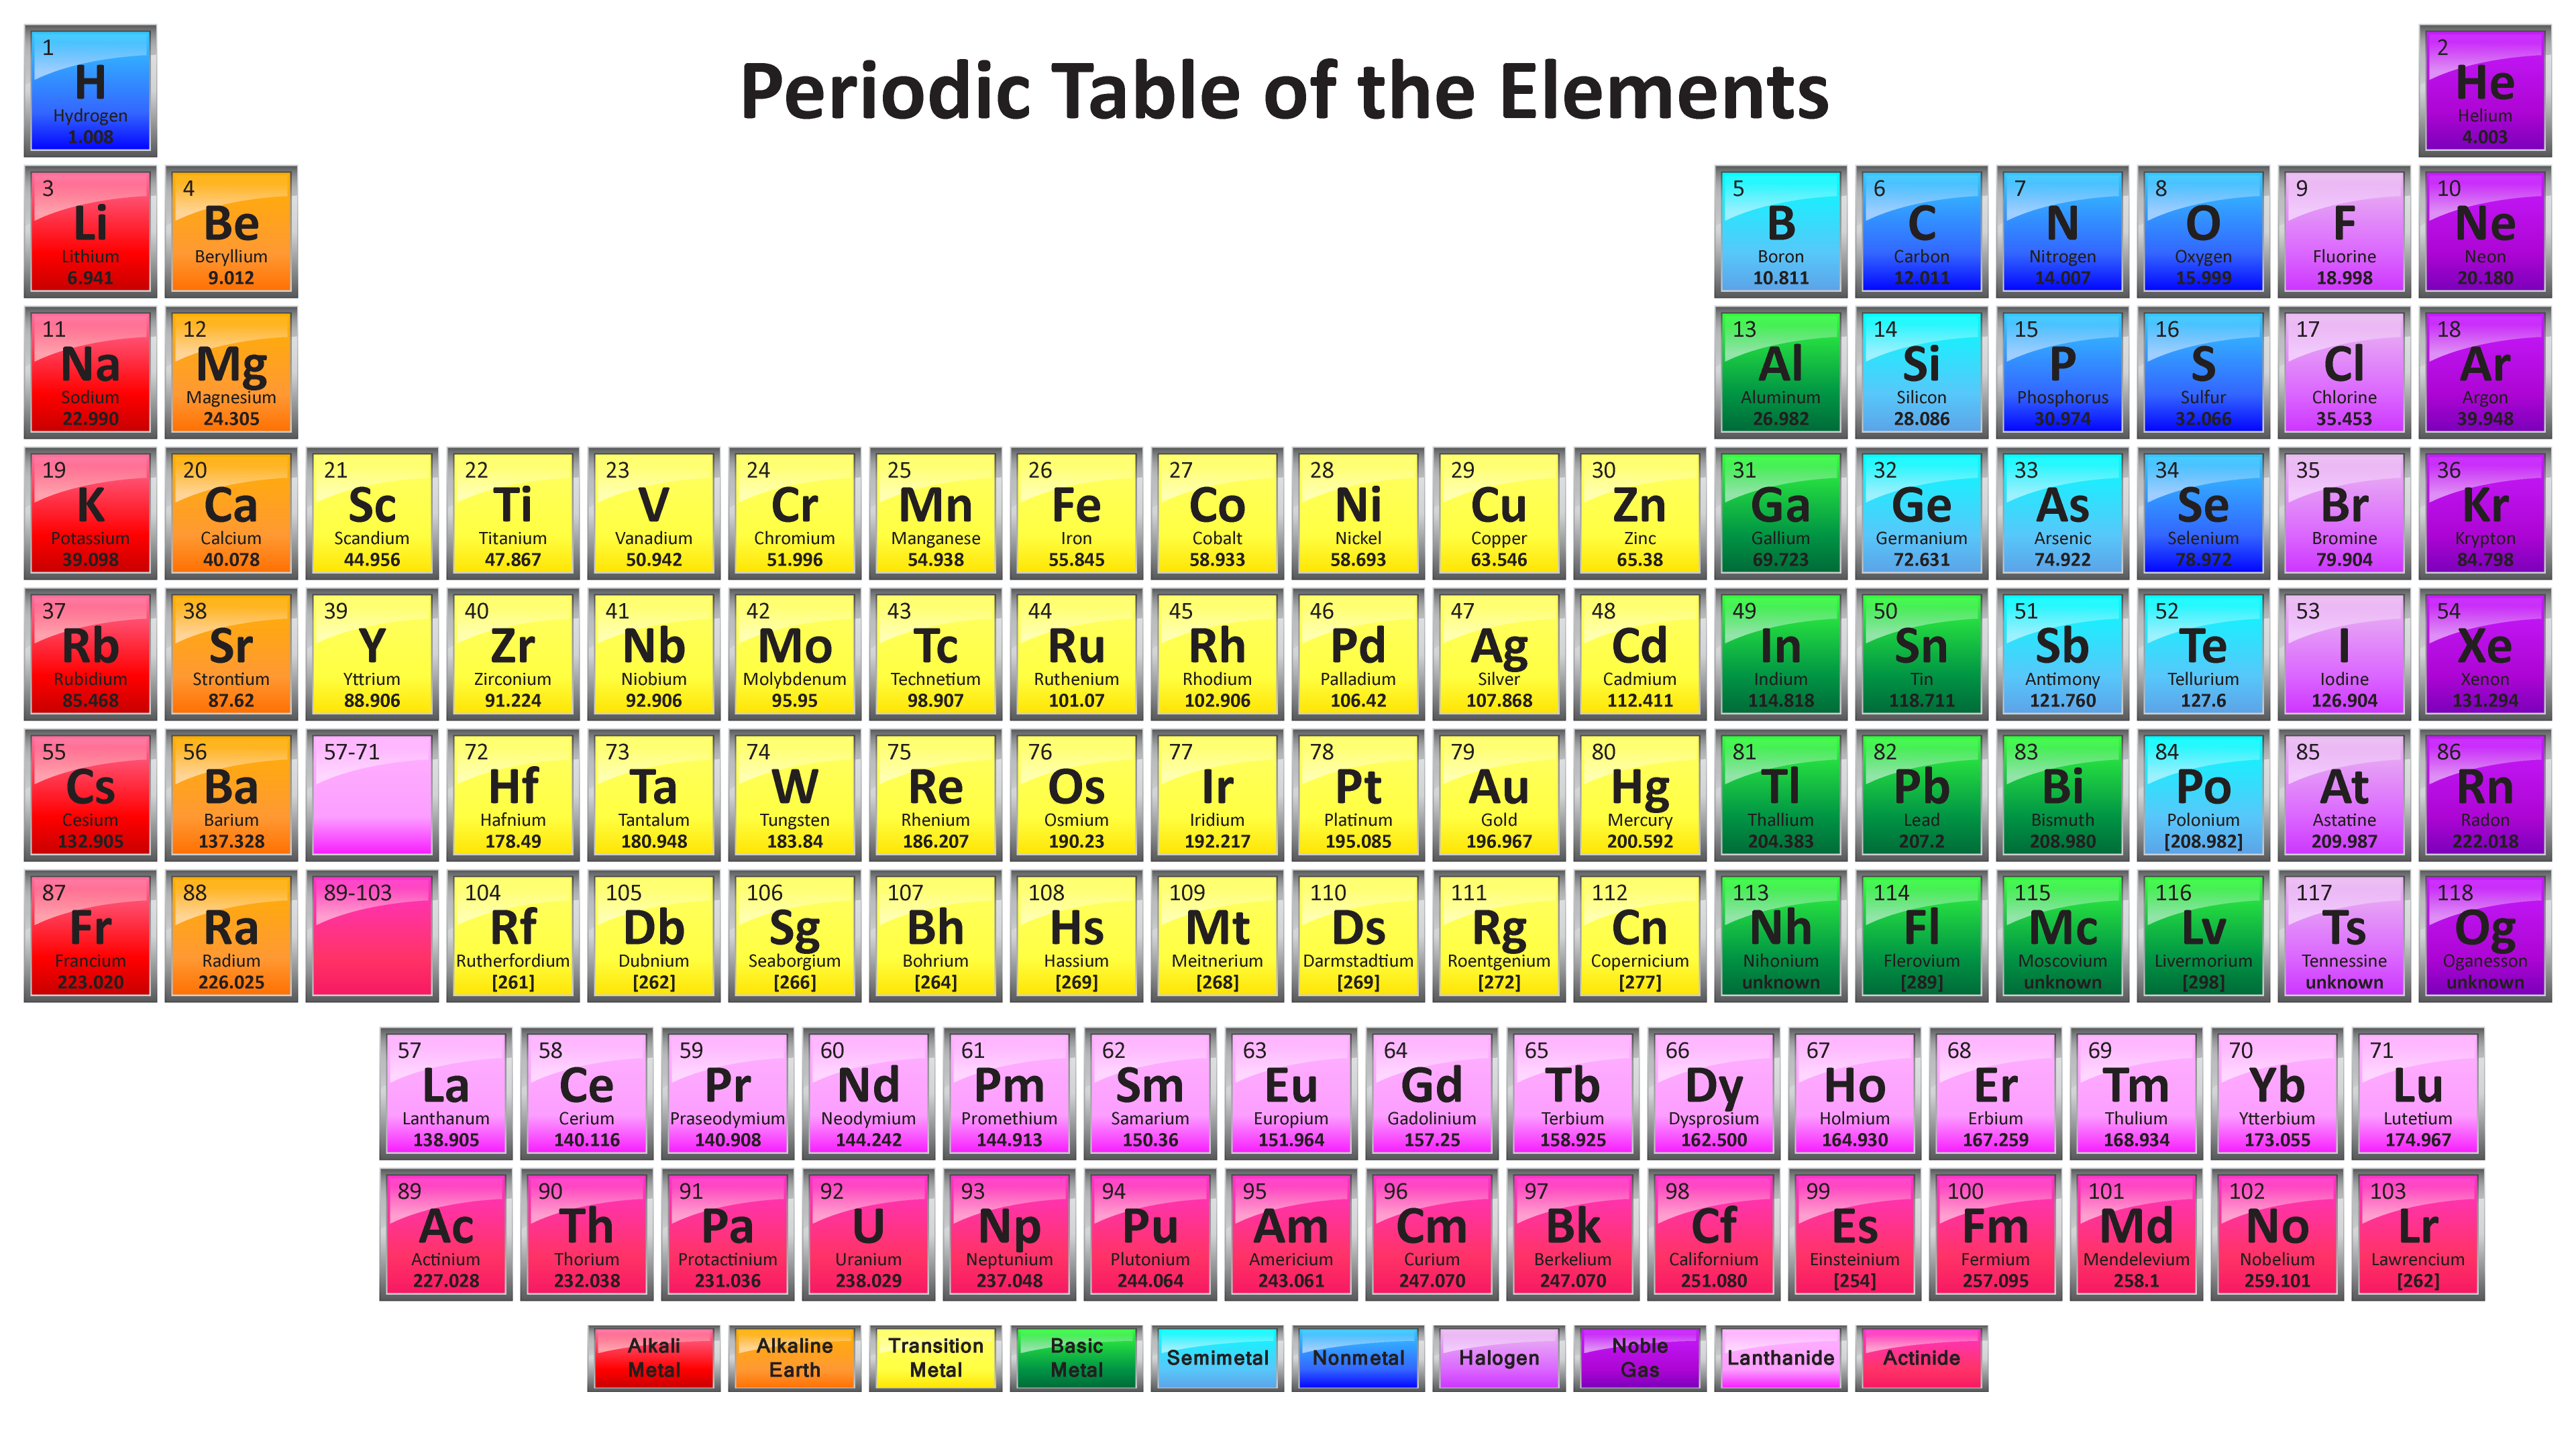 Periodic Table of the Elements
1
H
Hydrogen
1.008
2
He
Helium
4.003
3
Li
Lithium
6.941
4
Be
Beryllium
9.012
5
B
Boron
10.811
6
C
Carbon
12.011
7
N
Nitrogen
14.007
8
O
Oxygen
15.999
9
F
Fluorine
18.998
10
Ne
Neon
20.180
11
Na
Sodium
22.990
12
Mg
Magnesium
24.305
13
Al
Aluminum
26.982
14
Si
Silicon
28.086
15
P
Phosphorus
30.974
16
S
Sulfur
32.066
17
Cl
Chlorine
35.453
18
Ar
Argon
39.948
19
K
Potassium
39.098
20
Ca
Calcium
40.078
21
Sc
Scandium
44.956
22
Ti
Titanium
47.867
23
V
Vanadium
50.942
24
Cr
Chromium
51.996
25
Mn
Manganese
54.938
26
Fe
Iron
55.845
27
Co
Cobalt
58.933
28
Ni
Nickel
58.693
29
Cu
Copper
63.546
30
Zn
Zinc
65.38
31
Ga
Gallium
69.723
32
Ge
Germanium
72.631
33
As
Arsenic
74.922
34
Se
Selenium
78.972
35
Br
Bromine
79.904
36
Kr
Krypton
84.798
37
Rb
Rubidium
85.468
38
Sr
Strontium
87.62
39
Y
Yttrium
88.906
40
Zr
Zirconium
91.224
41
Nb
Niobium
92.906
42
Mo
Molybdenum
95.95
43
Tc
Technetium
98.907
44
Ru
Ruthenium
101.07
45
Rh
Rhodium
102.906
46
Pd
Palladium
106.42
47
Ag
Silver
107.868
48
Cd
Cadmium
112.411
49
In
Indium
114.818
50
Sn
Tin
118.711
51
Sb
Antimony
121.760
52
Te
Tellurium
127.6
53
I
Iodine
126.904
54
Xe
Xenon
131.294
55
Cs
Cesium
132.905
56
Ba
Barium
137.328
57-71
72
Hf
Hafnium
178.49
73
Ta
Tantalum
180.948
74
W
Tungsten
183.84
75
Re
Rhenium
186.207
76
Os
Osmium
190.23
77
Ir
Iridium
192.217
78
Pt
Platinum
195.085
79
Au
Gold
196.967
80
Hg
Mercury
200.592
81
Tl
Thallium
204.383
82
Pb
Lead
207.2
83
Bi
Bismuth
208.980
84
Po
Polonium
[208.982]
85
At
Astatine
209.987
86
Rn
Radon
222.018
87
Fr
Francium
223.020
88
Ra
Radium
226.025
89-103
104
Rf
Rutherfordium
[261]
105
Db
Dubnium
[262]
106
Sg
Seaborgium
[266]
107
Bh
Bohrium
[264]
108
Hs
Hassium
[269]
109
Mt
Meitnerium
[268]
110
Ds
Darmstadtium
[269]
111
Rg
Roentgenium
[272]
112
Cn
Copernicium
[277]
113
Nh
Nihonium
unknown
114
Fl
Flerovium
[289]
115
Mc
Moscovium
unknown
116
Lv
Livermorium
[298]
117
Ts
Tennessine
unknown
118
Og
Oganesson
unknown
57
La
Lanthanum
138.905
58
Ce
Cerium
140.116
59
Pr
Praseodymium
140.908
60
Nd
Neodymium
144.242
61
Pm
Promethium
144.913
62
Sm
Samarium
150.36
63
Eu
Europium
151.964
64
Gd
Gadolinium
157.25
65
Tb
Terbium
158.925
66
Dy
Dysprosium
162.500
67
Ho
Holmium
164.930
68
Er
Erbium
167.259
69
Tm
Thulium
168.934
70
Yb
Ytterbium
173.055
71
Lu
Lutetium
174.967
89
Ac
Actinium
227.028
90
Th
Thorium
232.038
91
Pa
Protactinium
231.036
92
U
Uranium
238.029
93
Np
Neptunium
237.048
94
Pu
Plutonium
244.064
95
Am
Americium
243.061
96
Cm
Curium
247.070
97
Bk
Berkelium
247.070
98
Cf
Californium
251.080
99
Es
Einsteinium
[254]
100
Fm
Fermium
257.095
101
Md
Mendelevium
258.1
102
No
Nobelium
259.101
103
Lr
Lawrencium
[262]
Alkali
Metal
Alkaline
Earth
Transition
Metal
Basic
Metal
Semimetal
Nonmetal
Halogen
Noble
Gas
Lanthanide
Actinide